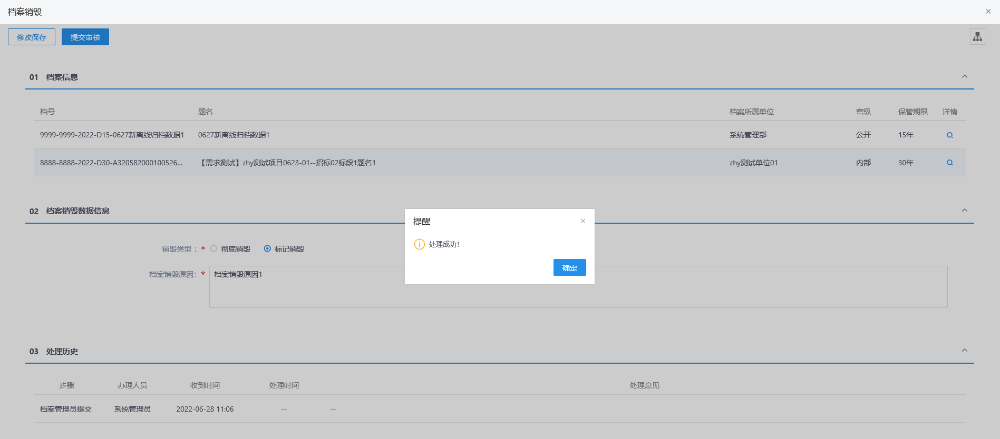 档案销毁
修改保存 提交审核
01 档案信息
档号 题名 档案所属单位 密级 保管期限 详情
9999-9999-2022-D15-0627新离线归档数据1 0627新离线归档数据1 系统管理部 公开 15年
8888-8888-2022-D30-A320582000100526... 【需求测试】zhy测试项目0623-01--招标02标段1题名1 zhy测试单位01 内部 30年
02 档案销毁数据信息
销毁类型：* 彻底销毁 标记销毁
档案销毁原因：* 档案销毁原因1
提醒
处理成功！
确定
03 处理历史
步骤 办理人员 收到时间 处理时间 处理意见
档案管理员提交 系统管理员 2022-06-28 11:06 -- --